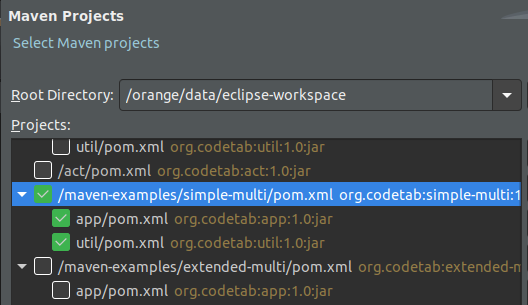 Maven Projects
Select Maven projects
Root Directory: /orange/data/eclipse-workspace
Projects:
util/pom.xml org.codetab:util:1.0:jar
/act/pom.xml org.codetab:act:1.0:jar
/maven-examples/simple-multi/pom.xml org.codetab:simple-multi:1
app/pom.xml org.codetab:app:1.0:jar
util/pom.xml org.codetab:util:1.0:jar
/maven-examples/extended-multi/pom.xml org.codetab:extended-m
app/pom.xml org.codetab:app:1.0:jar